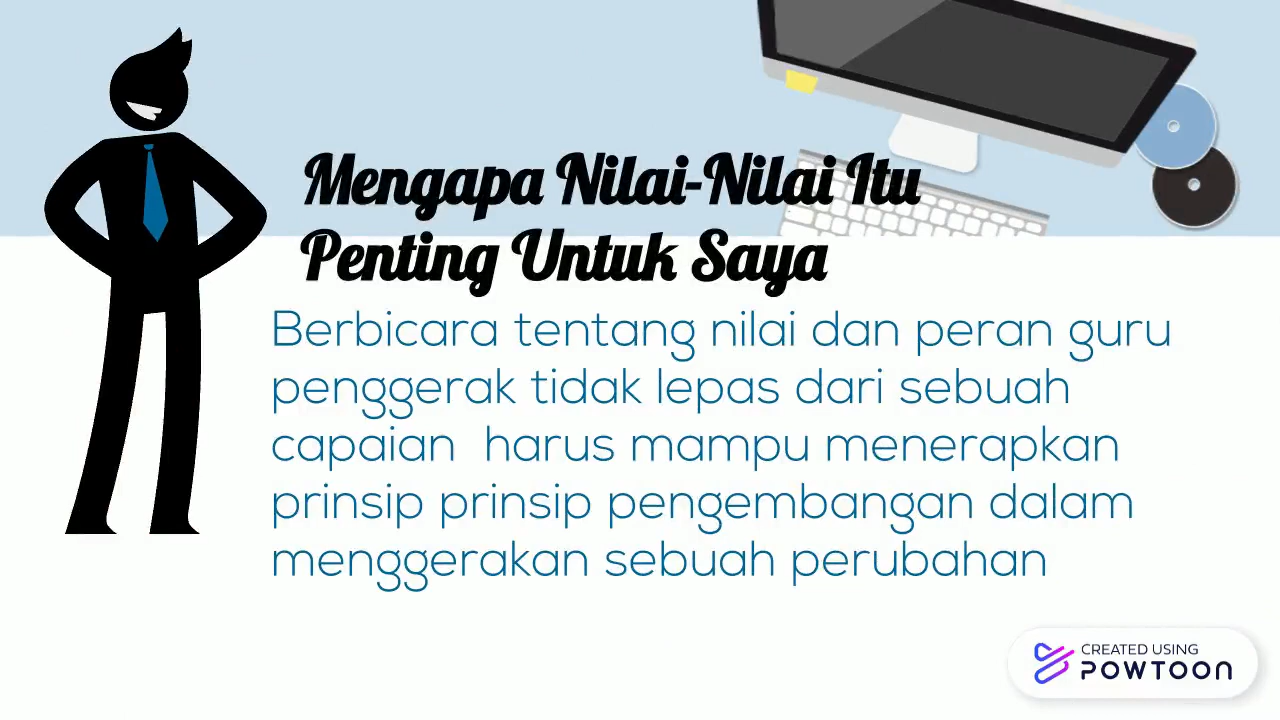 Mengapa Nilai-Nilai Itu
Penting Untuk Saya
Berbicara tentang nilai dan peran guru
penggerak tidak lepas dari sebuah
capaian harus mampu menerapkan
prinsip prinsip pengembangan dalam
menggerakan sebuah perubahan
CREATED USING
POWTOON